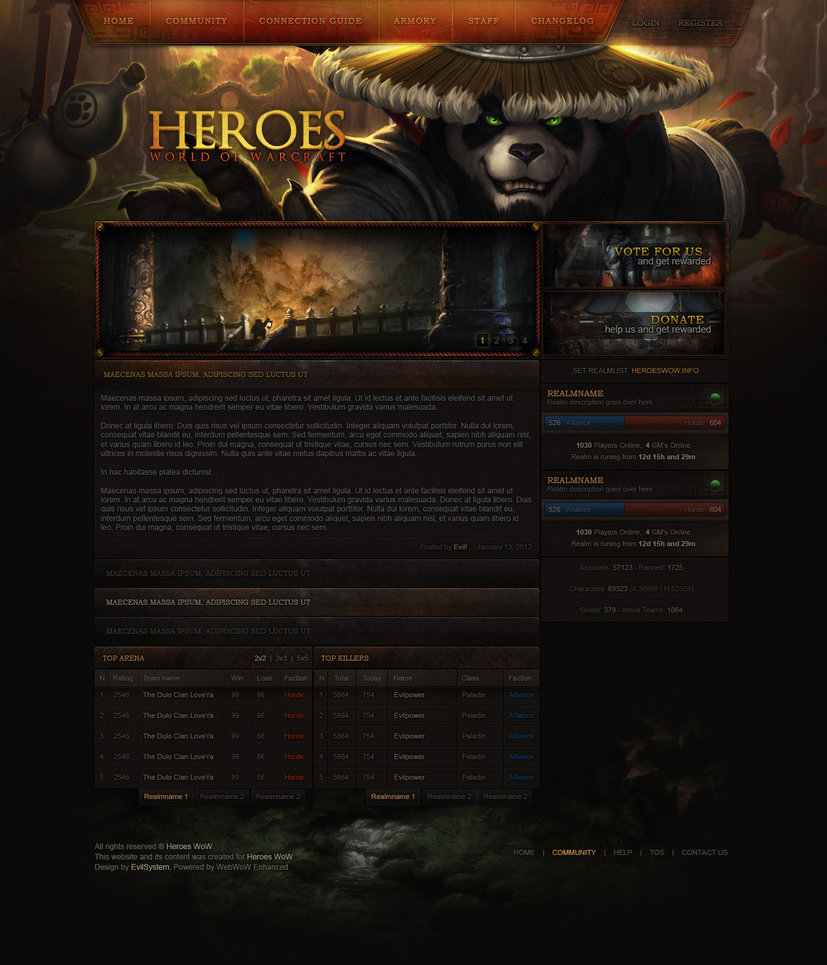 HOME COMMUNITY CONNECTION GUIDE ARMORY STAFF CHANGELOG LOGIN REGISTER
HEROES
WORLD OF WARCRAFT
VOTE FOR US
and get rewarded
DONATE
help us and get rewarded
1 2 3 4
SET REALMLIST HEROESWOW.INFO
MAECENAS MASSA IPSUM, ADIPISCING SED LUCTUS UT
Maecenas massa ipsum, adipiscing sed luctus ut, pharetra sit amet ligula. Ut id lectus et ante facilisis eleifend sit amet ut
lorem. In at arcu ac magna hendrerit semper eu vitae libero. Vestibulum gravida varius malesuada.
Donec at ligula libero. Duis quis risus vel ipsum consectetur sollicitudin. Integer aliquam volutpat porttitor. Nulla dui lorem,
consequat vitae blandit eu, interdum pellentesque sem. Sed fermentum, arcu eget commodo aliquet, sapien nibh aliquam nisl,
et varius quam libero id leo. Proin dui magna, consequat ut tristique vitae, cursus nec sem. Vestibulum rutrum purus non elit
ultrices in molestie risus dignissim. Nulla quis ante vitae metus dapibus mattis ac vitae ligula.
In hac habitasse platea dictumst...
Maecenas massa ipsum, adipiscing sed luctus ut, pharetra sit amet ligula. Ut id lectus et ante facilisis eleifend sit amet ut
lorem. In at arcu ac magna hendrerit semper eu vitae libero. Vestibulum gravida varius malesuada. Donec at ligula libero. Duis
quis risus vel ipsum consectetur sollicitudin. Integer aliquam volutpat porttitor. Nulla dui lorem, consequat vitae blandit eu,
interdum pellentesque sem. Sed fermentum, arcu eget commodo aliquet, sapien nibh aliquam nisl, et varius quam libero id
leo. Proin dui magna, consequat ut tristique vitae, cursus nec sem.
Posted by Evil! January 13, 2012
MAECENAS MASSA IPSUM, ADIPISCING SED LUCTUS UT
MAECENAS MASSA IPSUM, ADIPISCING SED LUCTUS UT
MAECENAS MASSA IPSUM, ADIPISCING SED LUCTUS UT
REALMNAME
Realm description goes over here
526 Alliance Horde 604
1030 Players Online, 4 GM's Online
Realm is runing from 12d 15h and 29m
REALMNAME
Realm description goes over here
526 Alliance Horde 604
1030 Players Online, 4 GM's Online
Realm is runing from 12d 15h and 29m
Accounts: 57123 - Banned: 1725
Characters: 89323 (A:36968 / H:52355)
Guilds: 379 - Arena Teams: 1064
TOP ARENA 2v2 | 3v3 | 5v5
N Rating Team name Win Lose Faction
1 2546 The Dulo Clan LoveYa 99 66 Horde
2 2546 The Dulo Clan LoveYa 99 66 Horde
3 2546 The Dulo Clan LoveYa 99 66 Horde
4 2546 The Dulo Clan LoveYa 99 66 Horde
5 2546 The Dulo Clan LoveYa 99 66 Horde
Realmname 1 Realmname 2 Realmname 2
TOP KILLERS
N Total Today Name Class Faction
1 5864 754 Evilpower Paladin Alliance
2 5864 754 Evilpower Paladin Alliance
3 5864 754 Evilpower Paladin Alliance
4 5864 754 Evilpower Paladin Alliance
5 5864 754 Evilpower Paladin Alliance
Realmname 1 Realmname 2 Realmname 2
All rights reserved ® Heroes WoW
This website and its content was created for Heroes WoW
Design by EvilSystem, Powered by WebWoW Enhanced
HOME | COMMUNITY | HELP | TOS | CONTACT US